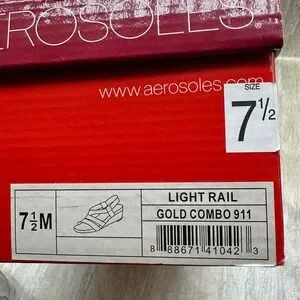 AEROSOLES
www.aerosoles.com
SIZE
7 1/2
7 1/2 M
LIGHT RAIL
GOLD COMBO 911
8 88671 41042 3